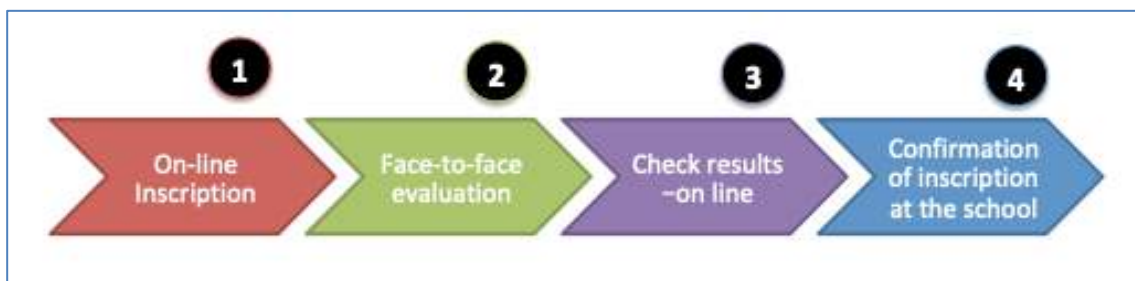 1
On-line
Inscription
2
Face-to-face
evaluation
3
Check results
–on line
4
Confirmation
of inscription
at the school